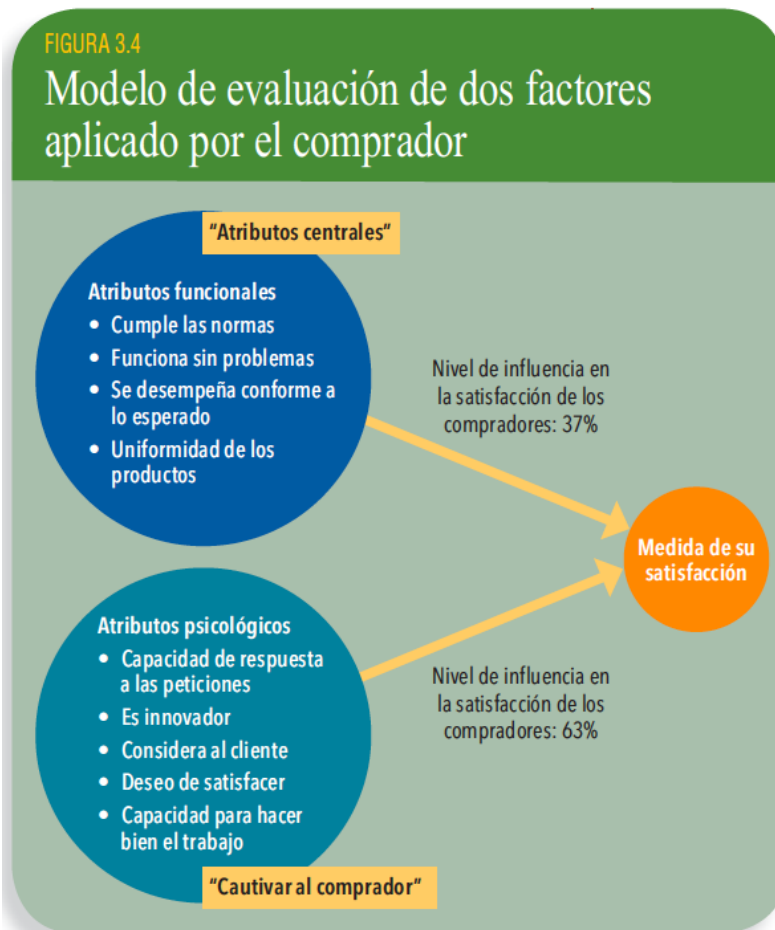 FIGURA 3.4
Modelo de evaluación de dos factores
aplicado por el comprador
“Atributos centrales”
Atributos funcionales
• Cumple las normas
• Funciona sin problemas
• Se desempeña conforme a
lo esperado
• Uniformidad de los
productos
Nivel de influencia en
la satisfacción de los
compradores: 37%
Medida de su
satisfacción
Atributos psicológicos
• Capacidad de respuesta
a las peticiones
• Es innovador
• Considera al cliente
• Deseo de satisfacer
• Capacidad para hacer
bien el trabajo
Nivel de influencia en
la satisfacción de los
compradores: 63%
“Cautivar al comprador”